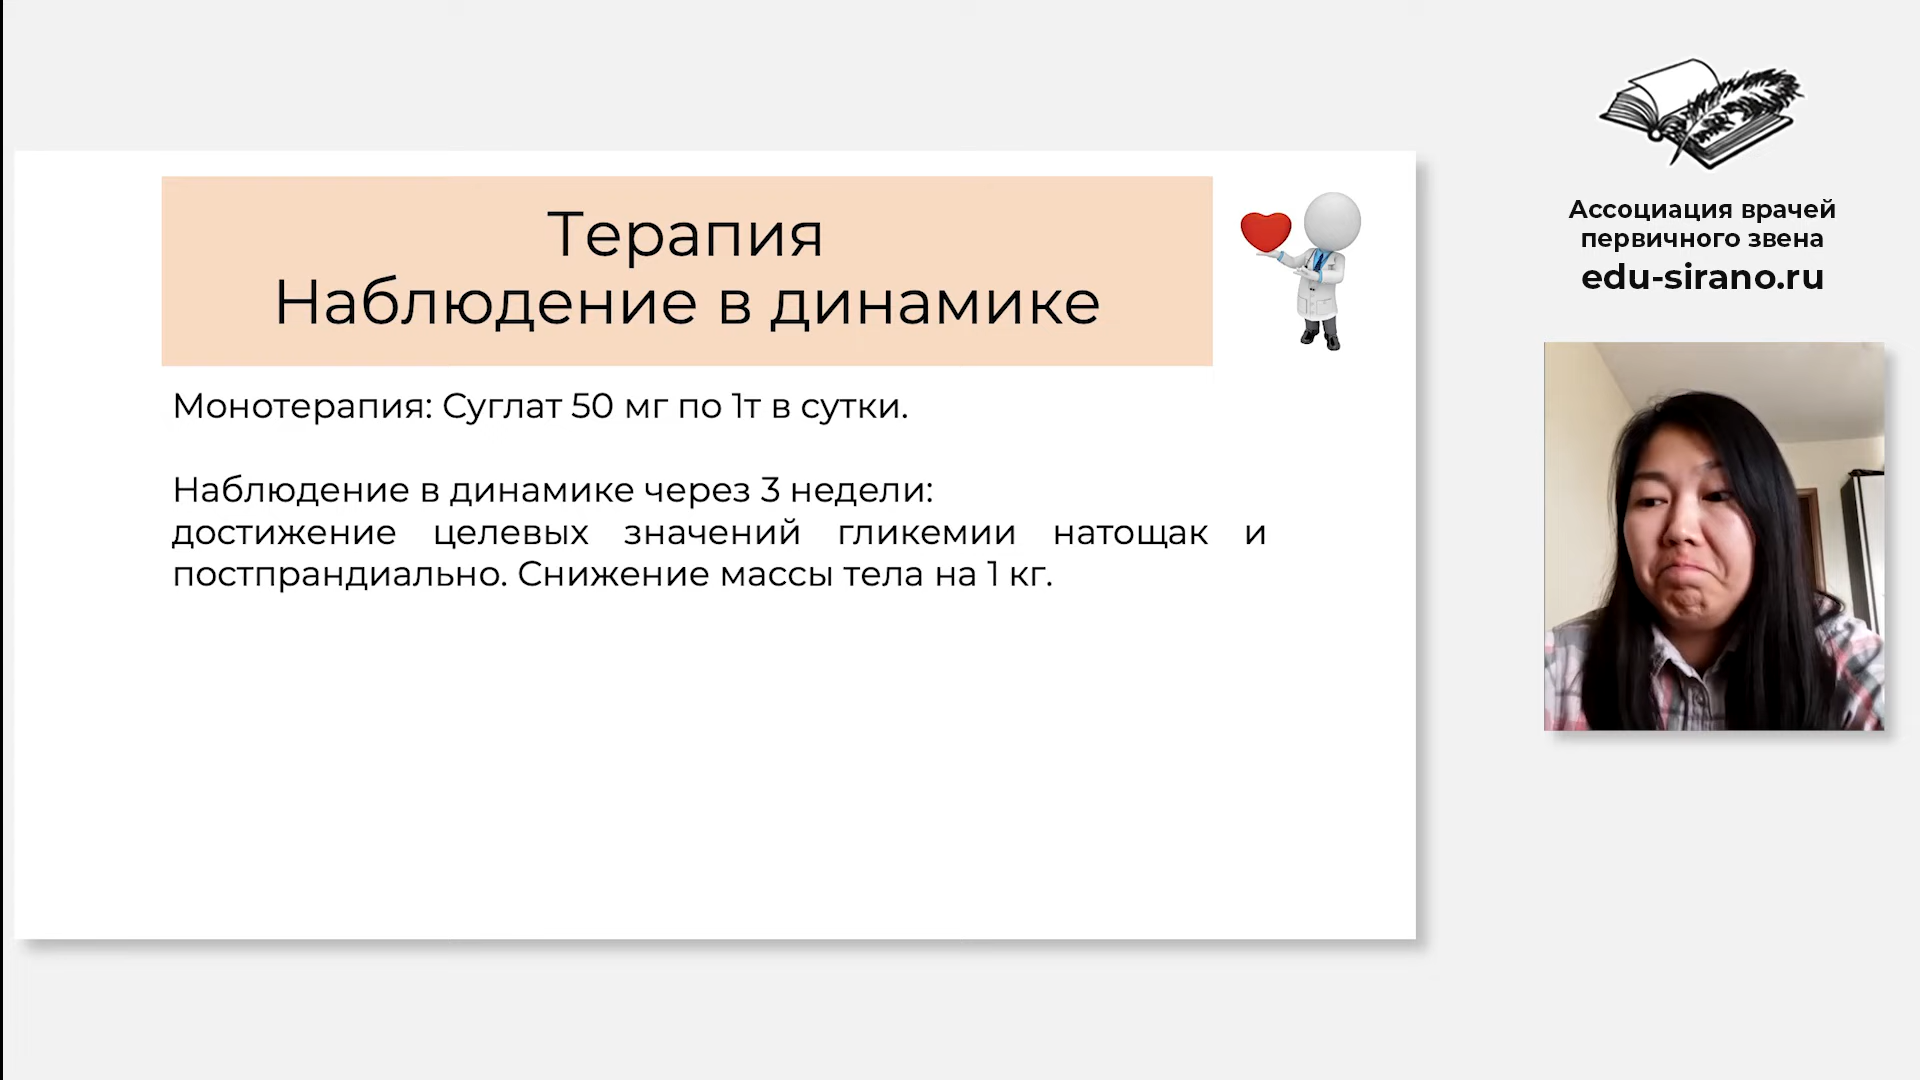 Терапия
Наблюдение в динамике
Монотерапия: Суглат 50 мг по 1т в сутки.
Наблюдение в динамике через 3 недели:
достижение целевых значений гликемии натощак и
постпрандиально. Снижение массы тела на 1 кг.
Ассоциация врачей
первичного звена
edu-sirano.ru